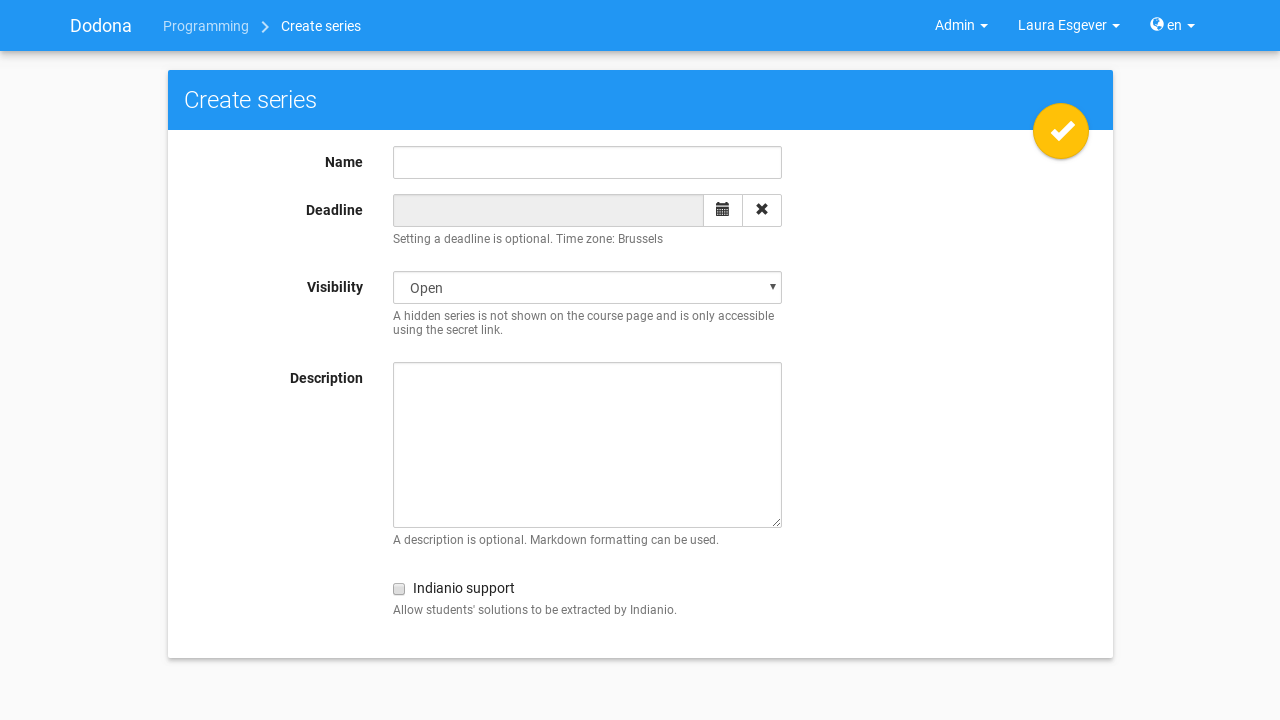 Dodona Programming Create series Admin Laura Esgever en
Create series
Name
Deadline
Setting a deadline is optional. Time zone: Brussels
Visibility Open
A hidden series is not shown on the course page and is only accessible
using the secret link.
Description
A description is optional. Markdown formatting can be used.
Indianio support
Allow students' solutions to be extracted by Indianio.